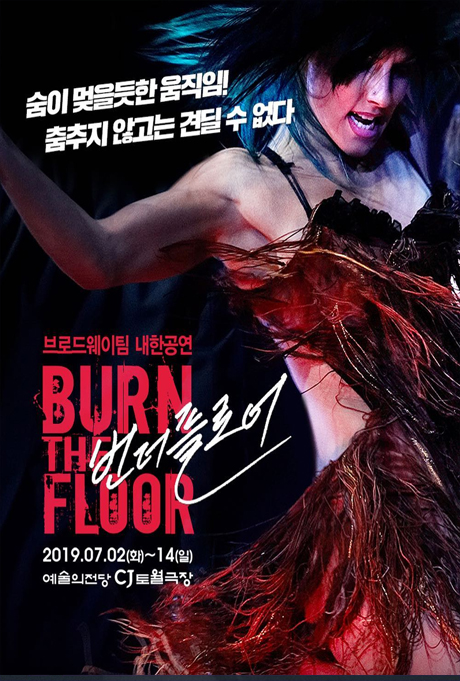 숨이 멎을듯한 움직임!
춤추지 않고는 견딜 수 없다
브로드웨이팀 내한공연
BURN
THE
FLOOR
번더플로어
2019.07.02(화)~14(일)
예술의전당 CJ토월극장